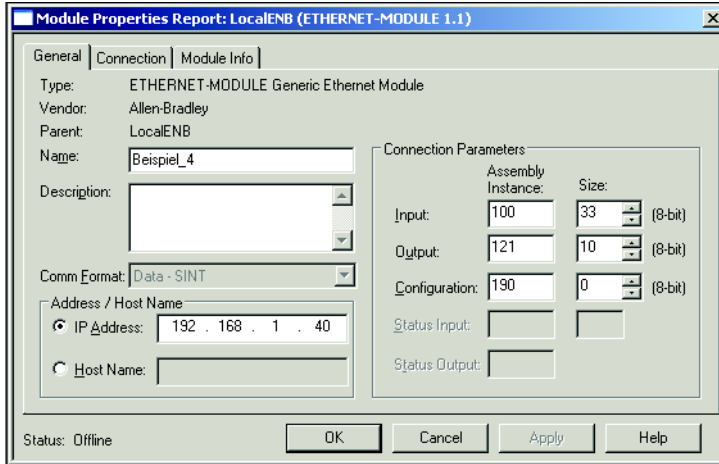 Module Properties Report: LocalENB (ETHERNET-MODULE 1.1)
General Connection Module Info
Type: ETHERNET-MODULE Generic Ethernet Module
Vendor: Allen-Bradley
Parent: LocalENB
Name: Beispiel_4
Description:
Comm Format: Data - SINT
Address / Host Name
IP Address: 192 . 168 . 1 . 40
Host Name:
Connection Parameters
Assembly
Instance: Size:
Input: 100 33 (8-bit)
Output: 121 10 (8-bit)
Configuration: 190 0 (8-bit)
Status Input:
Status Output:
Status: Offline
OK Cancel Apply Help